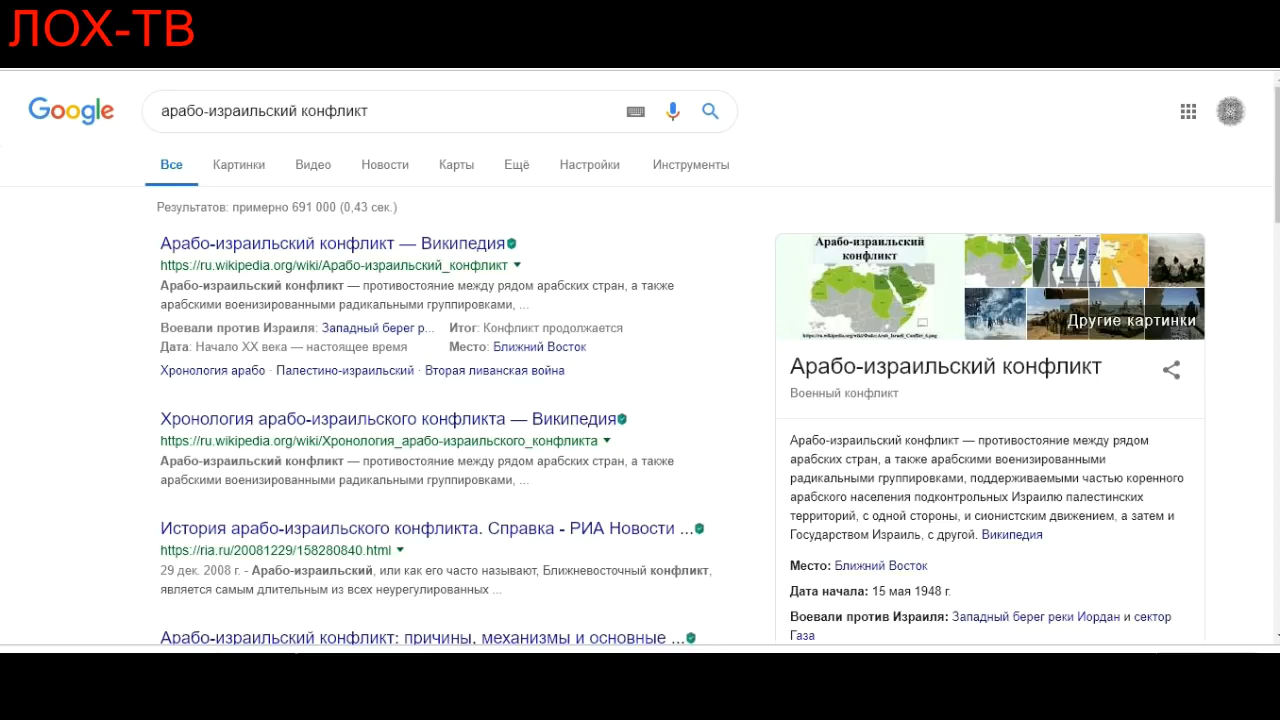 ЛОХ-ТВ
Google
арабо-израильский конфликт
Все Картинки Видео Новости Карты Ещё Настройки Инструменты
Результатов: примерно 691 000 (0,43 сек.)
Арабо-израильский конфликт — Википедия
https://ru.wikipedia.org/wiki/Арабо-израильский_конфликт
Арабо-израильский конфликт — противостояние между рядом арабских стран, а также
арабскими военизированными радикальными группировками, ...
Воевали против Израиля: Западный берег р... Итог: Конфликт продолжается
Дата: Начало XX века — настоящее время Место: Ближний Восток
Хронология арабо · Палестино-израильский · Вторая ливанская война
Хронология арабо-израильского конфликта — Википедия
https://ru.wikipedia.org/wiki/Хронология_арабо-израильского_конфликта
Арабо-израильский конфликт — противостояние между рядом арабских стран, а также
арабскими военизированными радикальными группировками, ...
История арабо-израильского конфликта. Справка - РИА Новости ...
https://ria.ru/20081229/158280840.html
29 дек. 2008 г. - Арабо-израильский, или как его часто называют, Ближневосточный конфликт,
является самым длительным из всех неурегулированных ...
Арабо-израильский конфликт: причины, механизмы и основные ...
Арабо-израильский
конфликт
Другие картинки
Арабо-израильский конфликт
Военный конфликт
Арабо-израильский конфликт — противостояние между рядом
арабских стран, а также арабскими военизированными
радикальными группировками, поддерживаемыми частью коренного
арабского населения подконтрольных Израилю палестинских
территорий, с одной стороны, и сионистским движением, а затем и
Государством Израиль, с другой. Википедия
Место: Ближний Восток
Дата начала: 15 мая 1948 г.
Воевали против Израиля: Западный берег реки Иордан и сектор
Газа